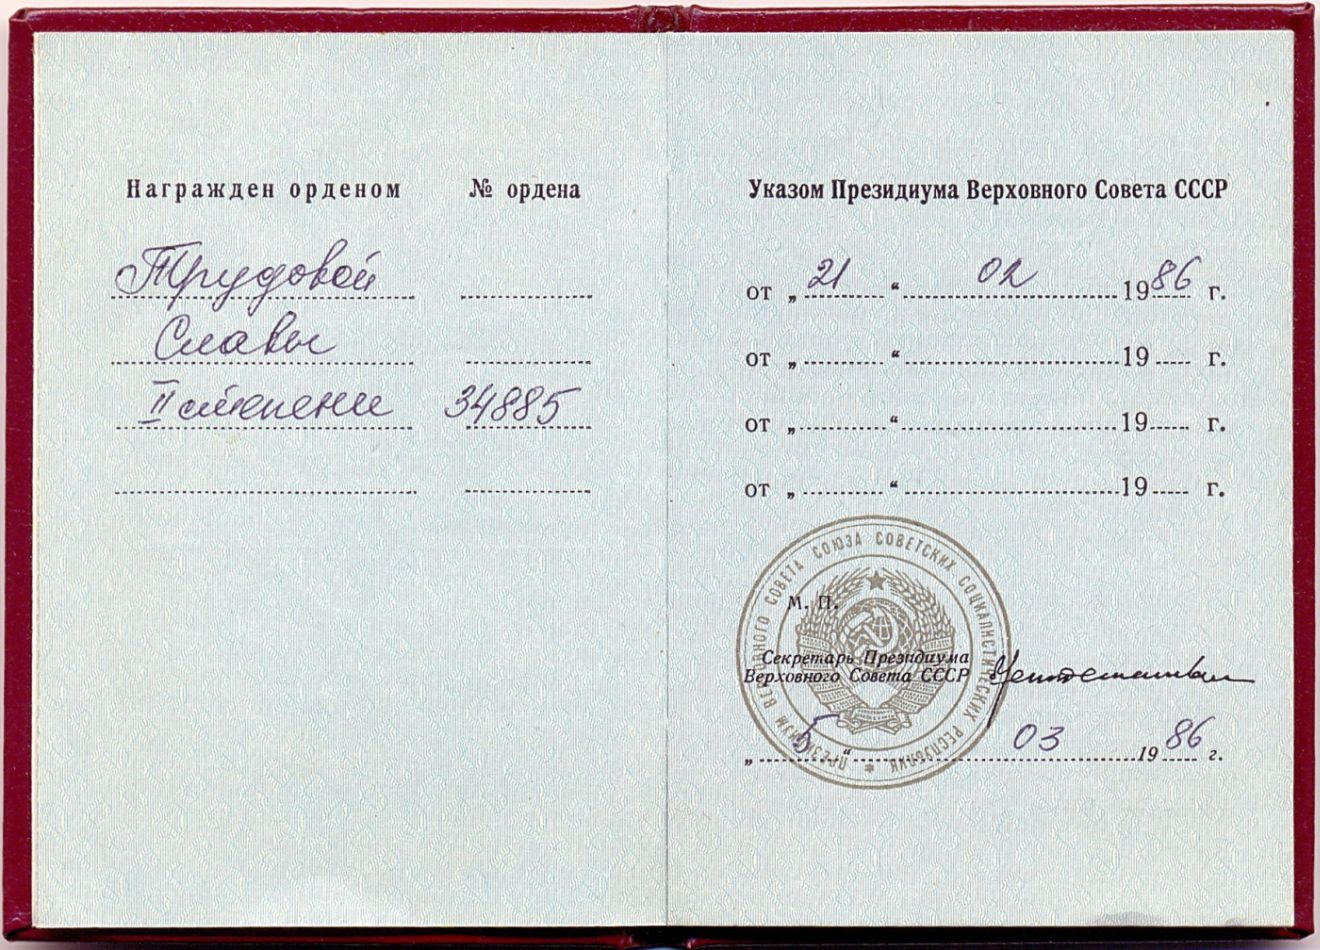 Награжден орденом № ордена
Трудовой
Славы
II степени 34885
Указом Президиума Верховного Совета СССР
от „ 21 “ 02 1986 г.
от „ “ 19 г.
от „ “ 19 г.
от „ “ 19 г.
ПРЕЗИДИУМ ВЕРХОВНОГО СОВЕТА СОЮЗА СОВЕТСКИХ СОЦИАЛИСТИЧЕСКИХ РЕСПУБЛИК
М. П.
Секретарь Президиума
Верховного Совета СССР
„ 5 “ 03 1986 г.